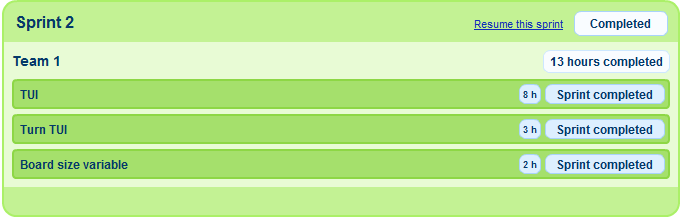 Sprint 2 Resume this sprint Completed
Team 1 13 hours completed
TUI 8 h Sprint completed
Turn TUI 3 h Sprint completed
Board size variable 2 h Sprint completed